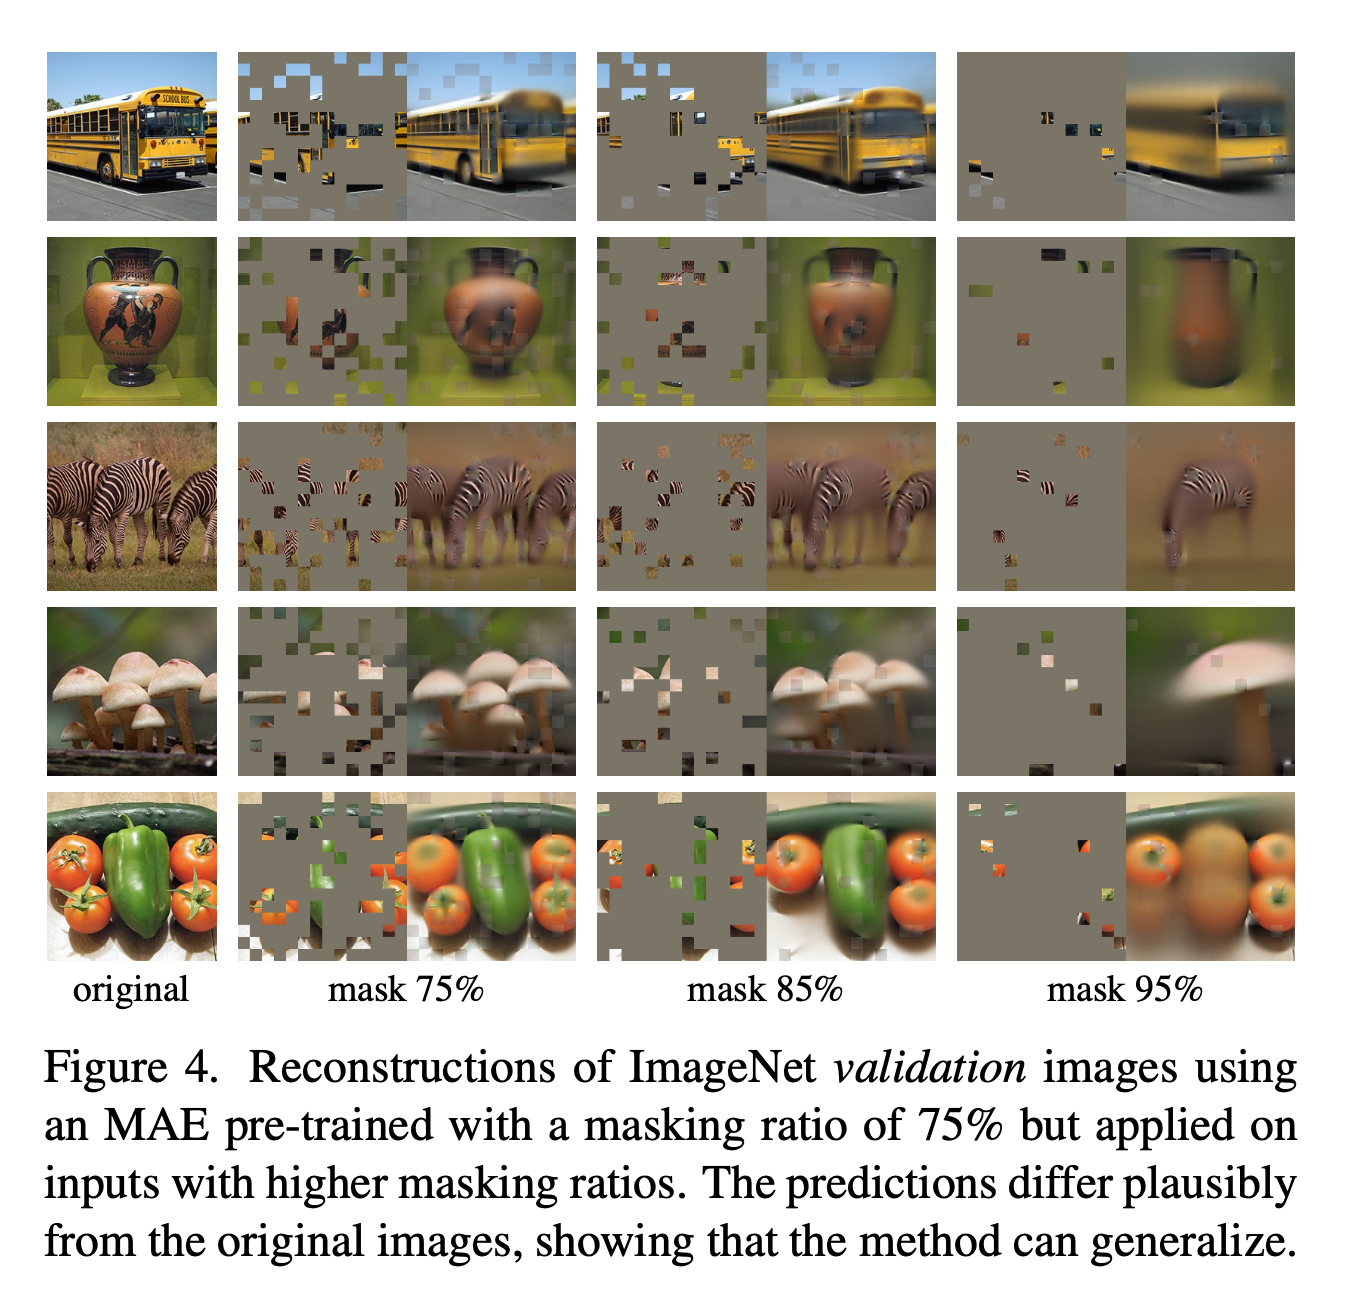 SCHOOL BUS
original
mask 75%
mask 85%
mask 95%
Figure 4. Reconstructions of ImageNet validation images using
an MAE pre-trained with a masking ratio of 75% but applied on
inputs with higher masking ratios. The predictions differ plausibly
from the original images, showing that the method can generalize.